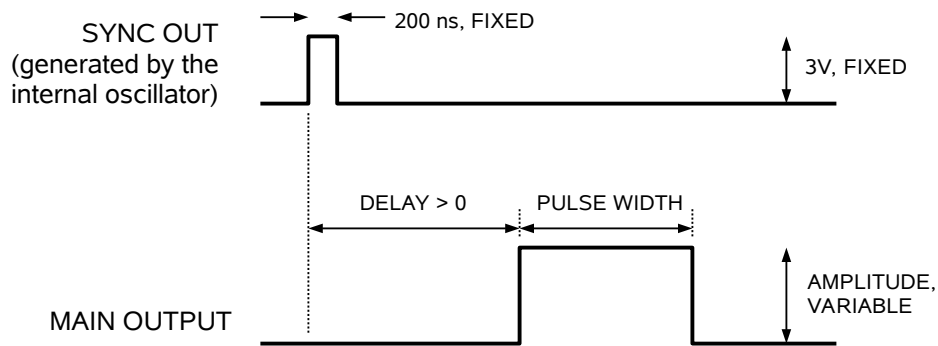 200 ns, FIXED
SYNC OUT
(generated by the
internal oscillator)
3V, FIXED
DELAY > 0
PULSE WIDTH
AMPLITUDE,
VARIABLE
MAIN OUTPUT